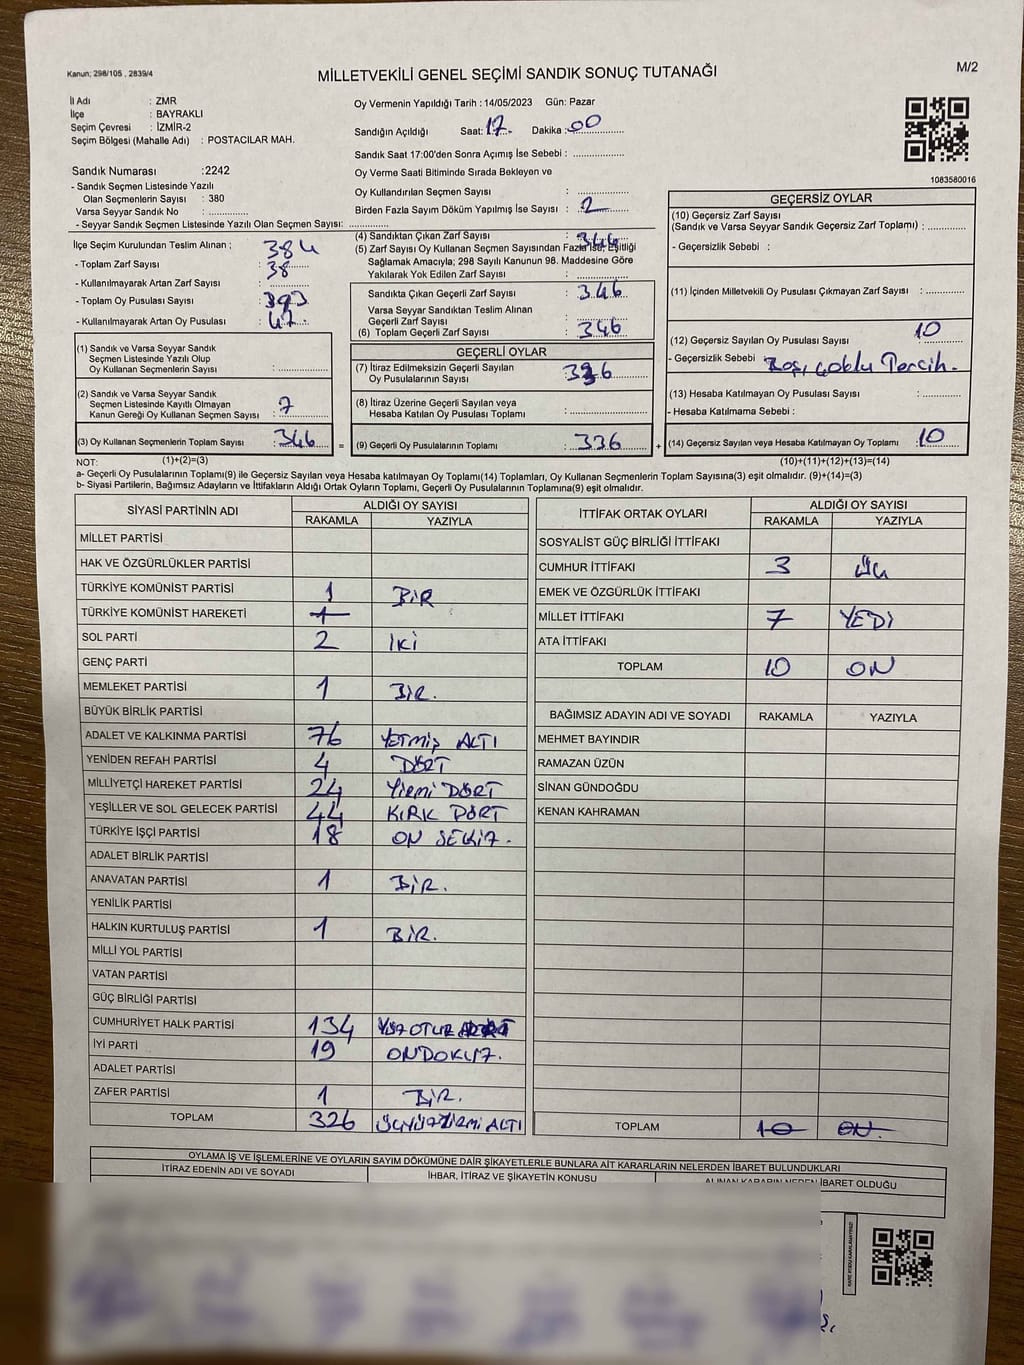 Kanun; 298/105 , 2839/4
MİLLETVEKİLİ GENEL SEÇİMİ SANDIK SONUÇ TUTANAĞI
M/2
İl Adı : ZMR
İlçe : BAYRAKLI
Seçim Çevresi : İZMİR-2
Seçim Bölgesi (Mahalle Adı) : POSTACILAR MAH.
Oy Vermenin Yapıldığı Tarih : 14/05/2023 Gün: Pazar
Sandığın Açıldığı Saat: 17 Dakika: 00
Sandık Saat 17:00'den Sonra Açımış İse Sebebi :
Oy Verme Saati Bitiminde Sırada Bekleyen ve
Oy Kullandırılan Seçmen Sayısı :
Birden Fazla Sayım Döküm Yapılmış İse Sayısı : 2
1083580016
Sandık Numarası :2242
- Sandık Seçmen Listesinde Yazılı
Olan Seçmenlerin Sayısı : 380
Varsa Seyyar Sandık No :
- Seyyar Sandık Seçmen Listesinde Yazılı Olan Seçmen Sayısı:
İlçe Seçim Kurulundan Teslim Alınan ; 384
- Toplam Zarf Sayısı : 38
- Kullanılmayarak Artan Zarf Sayısı :
- Toplam Oy Pusulası Sayısı : 393
- Kullanılmayarak Artan Oy Pusulası : 47
(1) Sandık ve Varsa Seyyar Sandık
Seçmen Listesinde Yazılı Olup
Oy Kullanan Seçmenlerin Sayısı :
(2) Sandık ve Varsa Seyyar Sandık
Seçmen Listesinde Kayıtlı Olmayan
Kanun Gereği Oy Kullanan Seçmen Sayısı : 7
(3) Oy Kullanan Seçmenlerin Toplam Sayısı : 346 =
(1)+(2)=(3)
(4) Sandıktan Çıkan Zarf Sayısı : 346
(5) Zarf Sayısı Oy Kullanan Seçmen Sayısından Fazla İse, Eşitliği
Sağlamak Amacıyla; 298 Sayılı Kanunun 98. Maddesine Göre
Yakılarak Yok Edilen Zarf Sayısı :
Sandıkta Çıkan Geçerli Zarf Sayısı : 346
Varsa Seyyar Sandıktan Teslim Alınan
Geçerli Zarf Sayısı :
(6) Toplam Geçerli Zarf Sayısı : 346
GEÇERLİ OYLAR
(7) İtiraz Edilmeksizin Geçerli Sayılan
Oy Pusulalarının Sayısı : 336
(8) İtiraz Üzerine Geçerli Sayılan veya
Hesaba Katılan Oy Pusulası Toplamı :
(9) Geçerli Oy Pusulalarının Toplamı : 336 +
GEÇERSİZ OYLAR
(10) Geçersiz Zarf Sayısı
(Sandık ve Varsa Seyyar Sandık Geçersiz Zarf Toplamı) :
- Geçersizlik Sebebi :
(11) İçinden Milletvekili Oy Pusulası Çıkmayan Zarf Sayısı :
(12) Geçersiz Sayılan Oy Pusulası Sayısı : 10
- Geçersizlik Sebebi : Boş, çoklu Tercih.
(13) Hesaba Katılmayan Oy Pusulası Sayısı :
- Hesaba Katılmama Sebebi :
(14) Geçersiz Sayılan veya Hesaba Katılmayan Oy Toplamı : 10
(10)+(11)+(12)+(13)=(14)
NOT:
a- Geçerli Oy Pusulalarının Toplamı(9) ile Geçersiz Sayılan veya Hesaba katılmayan Oy Toplamı(14) Toplamları, Oy Kullanan Seçmenlerin Toplam Sayısına(3) eşit olmalıdır. (9)+(14)=(3)
b- Siyasi Partilerin, Bağımsız Adayların ve İttifakların Aldığı Ortak Oyların Toplamı, Geçerli Oy Pusulalarının Toplamına(9) eşit olmalıdır.
SİYASİ PARTİNİN ADI ALDIĞI OY SAYISI
RAKAMLA YAZIYLA
MİLLET PARTİSİ
HAK VE ÖZGÜRLÜKLER PARTİSİ
TÜRKİYE KOMÜNİST PARTİSİ 1 BİR
TÜRKİYE KOMÜNİST HAREKETİ 1
SOL PARTİ 2 İKİ
GENÇ PARTİ
MEMLEKET PARTİSİ 1 BİR.
BÜYÜK BİRLİK PARTİSİ
ADALET VE KALKINMA PARTİSİ 76 YETMİŞ ALTI
YENİDEN REFAH PARTİSİ 4 DÖRT
MİLLİYETÇİ HAREKET PARTİSİ 24 YİRMİ DÖRT
YEŞİLLER VE SOL GELECEK PARTİSİ 44 KIRK DÖRT
TÜRKİYE İŞÇİ PARTİSİ 18 ON SEKİZ.
ADALET BİRLİK PARTİSİ
ANAVATAN PARTİSİ 1 BİR.
YENİLİK PARTİSİ
HALKIN KURTULUŞ PARTİSİ 1 BİR.
MİLLİ YOL PARTİSİ
VATAN PARTİSİ
GÜÇ BİRLİĞİ PARTİSİ
CUMHURİYET HALK PARTİSİ 134 YÜZ OTUZ DÖRT
İYİ PARTİ 19 ONDOKUZ.
ADALET PARTİSİ
ZAFER PARTİSİ 1 BİR.
TOPLAM 326 ÜÇYÜZYİRMİ ALTI
İTTİFAK ORTAK OYLARI ALDIĞI OY SAYISI
RAKAMLA YAZIYLA
SOSYALİST GÜÇ BİRLİĞİ İTTİFAKI
CUMHUR İTTİFAKI 3 ÜÇ
EMEK VE ÖZGÜRLÜK İTTİFAKI
MİLLET İTTİFAKI 7 YEDİ
ATA İTTİFAKI
TOPLAM 10 ON
BAĞIMSIZ ADAYIN ADI VE SOYADI RAKAMLA YAZIYLA
MEHMET BAYINDIR
RAMAZAN ÜZÜN
SİNAN GÜNDOĞDU
KENAN KAHRAMAN
TOPLAM 10 ON.
OYLAMA İŞ VE İŞLEMLERİNE VE OYLARIN SAYIM DÖKÜMÜNE DAİR ŞİKAYETLERLE BUNLARA AİT KARARLARIN NELERDEN İBARET BULUNDUKLARI
İTİRAZ EDENİN ADI VE SOYADI
İHBAR, İTİRAZ VE ŞİKAYETİN KONUSU
ALINAN KARARIN NEDEN İBARET OLDUĞU